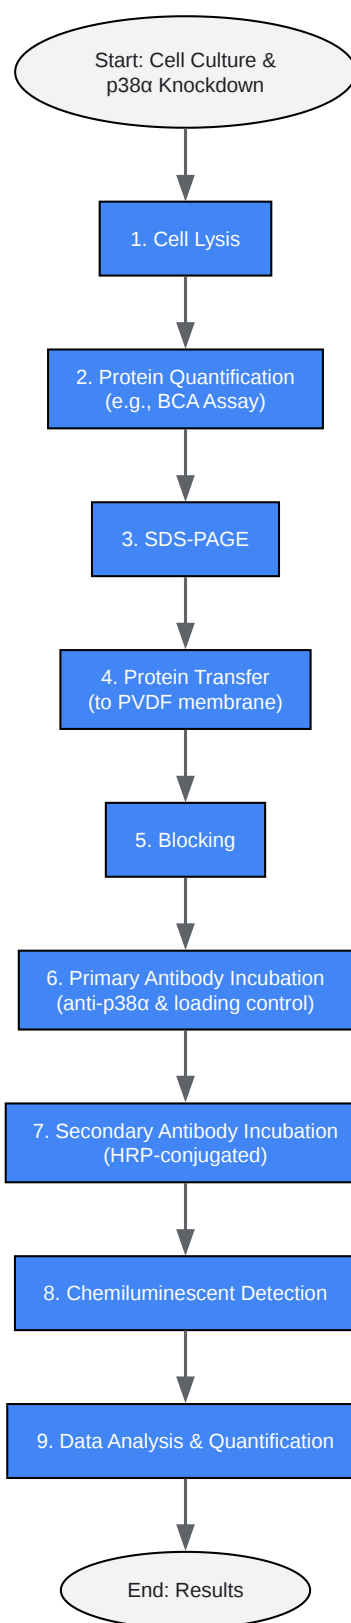 Start: Cell Culture &
p38α Knockdown
1. Cell Lysis
2. Protein Quantification
(e.g., BCA Assay)
3. SDS-PAGE
4. Protein Transfer
(to PVDF membrane)
5. Blocking
6. Primary Antibody Incubation
(anti-p38α & loading control)
7. Secondary Antibody Incubation
(HRP-conjugated)
8. Chemiluminescent Detection
9. Data Analysis & Quantification
End: Results